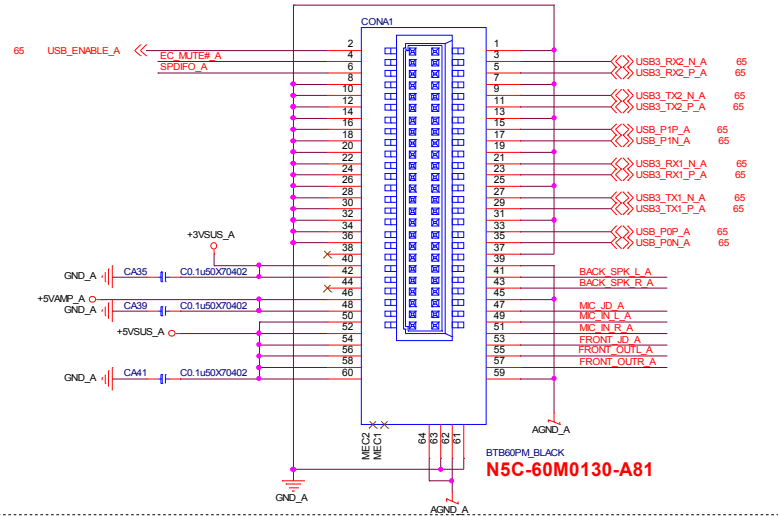 CONA1
65 USB_ENABLE_A 2 1
EC_MUTE#_A 4 3 USB3_RX2_N_A 65
SPDIFO_A 6 5 USB3_RX2_P_A 65
8 7
10 9 USB3_TX2_N_A 65
12 11 USB3_TX2_P_A 65
14 13
16 15 USB_P1P_A 65
18 17 USB_P1N_A 65
20 19
22 21 USB3_RX1_N_A 65
24 23 USB3_RX1_P_A 65
26 25
28 27 USB3_TX1_N_A 65
30 29 USB3_TX1_P_A 65
32 31
34 33 USB_P0P_A 65
+3VSUS_A 36 35 USB_P0N_A 65
38 37
40 39
GND_A CA35 C0.1u50X70402 42 41 BACK_SPK_L_A
44 43 BACK_SPK_R_A
+5VAMP_A 46 45
GND_A CA39 C0.1u50X70402 48 47 MIC_JD_A
50 49 MIC_IN_L_A
+5VSUS_A 52 51 MIC_IN_R_A
54 53 FRONT_JD_A
56 55 FRONT_OUTL_A
58 57 FRONT_OUTR_A
GND_A CA41 C0.1u50X70402 60 59
AGND_A
MEC2 MEC1 64 63 62 61
BTB60PM_BLACK
N5C-60M0130-A81
GND_A
AGND_A